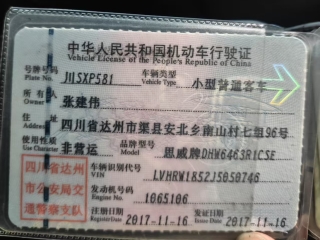 中华人民共和国机动车行驶证
Vehicle License of the People's Republic of China
号牌号码 Plate No. 川SXP581 车辆类型 Vehicle Type 小型普通客车
所有人 Owner 张建伟
住址 Address 四川省达州市渠县安北乡南山村七组96号
使用性质 Use Character 非营运 品牌型号 Model 思威牌DHW6463R1CSE
四川省达州市公安局交通警察支队
车辆识别代号 VIN LVHRW1852J5050746
发动机号码 Engine No. 1065106
注册日期 Register Date 2017-11-16 发证日期 Issue Date 2017-11-16